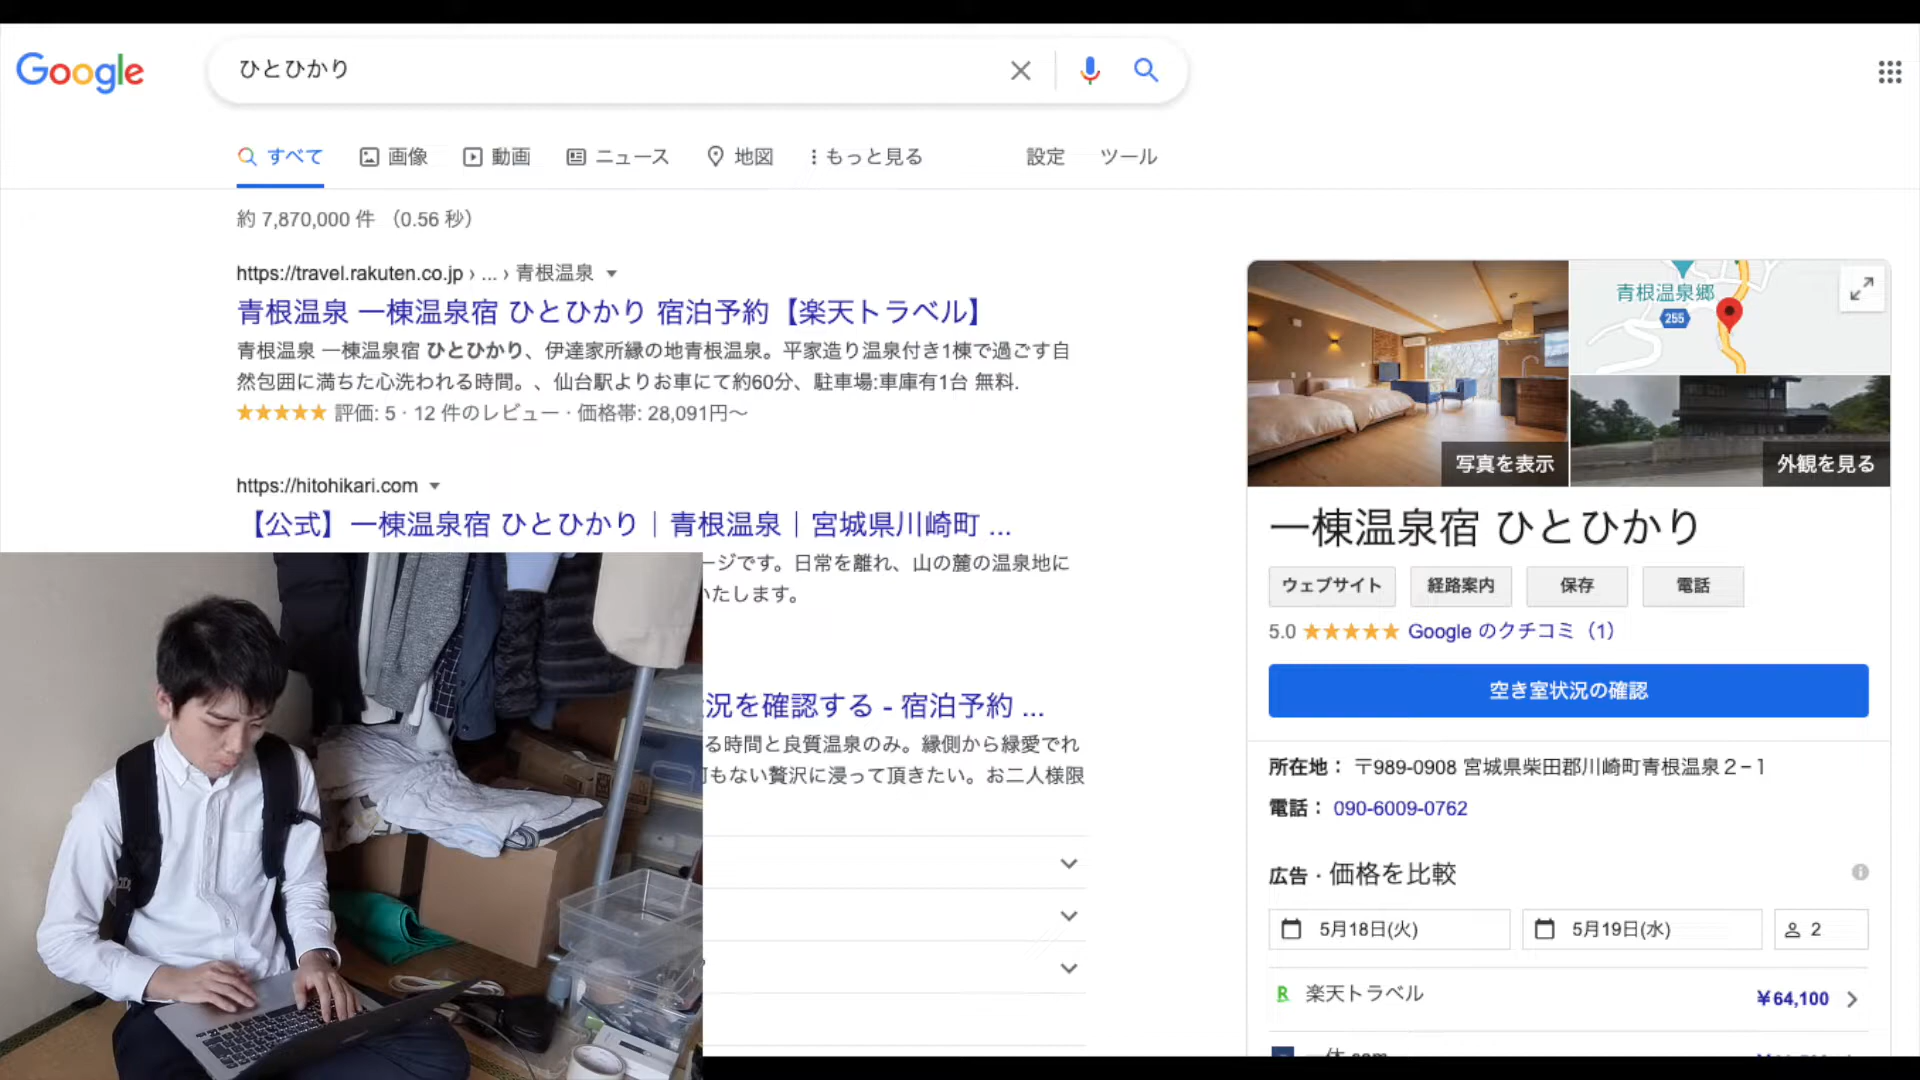 Google
ひとひかり
すべて
画像
動画
ニュース
地図
もっと見る
設定
ツール
約 7,870,000 件 （0.56 秒）
https://travel.rakuten.co.jp › ... › 青根温泉
青根温泉 一棟温泉宿 ひとひかり 宿泊予約【楽天トラベル】
青根温泉 一棟温泉宿 ひとひかり、伊達家所縁の地青根温泉。平家造り温泉付き1棟で過ごす自
然包囲に満ちた心洗われる時間。、仙台駅よりお車にて約60分、駐車場:車庫有1台 無料.
評価: 5 · 12 件のレビュー · 価格帯: 28,091円～
https://hitohikari.com
【公式】一棟温泉宿 ひとひかり｜青根温泉｜宮城県川崎町 ...
ージです。日常を離れ、山の麓の温泉地に
いたします。
況を確認する - 宿泊予約 ...
る時間と良質温泉のみ。縁側から緑愛でれ
もない贅沢に浸って頂きたい。お二人様限
青根温泉郷
255
写真を表示
外観を見る
一棟温泉宿 ひとひかり
ウェブサイト
経路案内
保存
電話
5.0
Google のクチコミ（1）
空き室状況の確認
所在地： 〒989-0908 宮城県柴田郡川崎町青根温泉２−１
電話： 090-6009-0762
広告 · 価格を比較
5月18日(火)
5月19日(水)
2
R 楽天トラベル
￥64,100